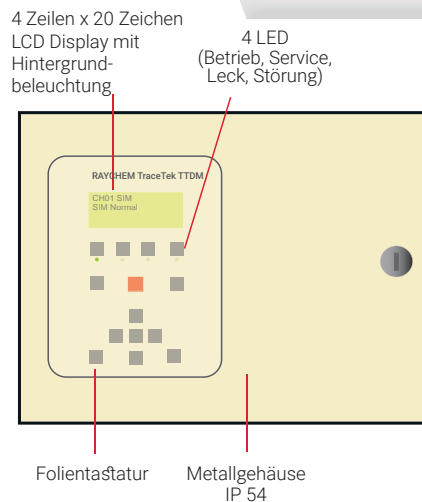 4 Zeilen x 20 Zeichen
LCD Display mit
Hintergrund-
beleuchtung
4 LED
(Betrieb, Service,
Leck, Störung)
RAYCHEM TraceTek TTDM
CH01 SIM
SIM Normal
Folientastatur
Metallgehäuse
IP 54